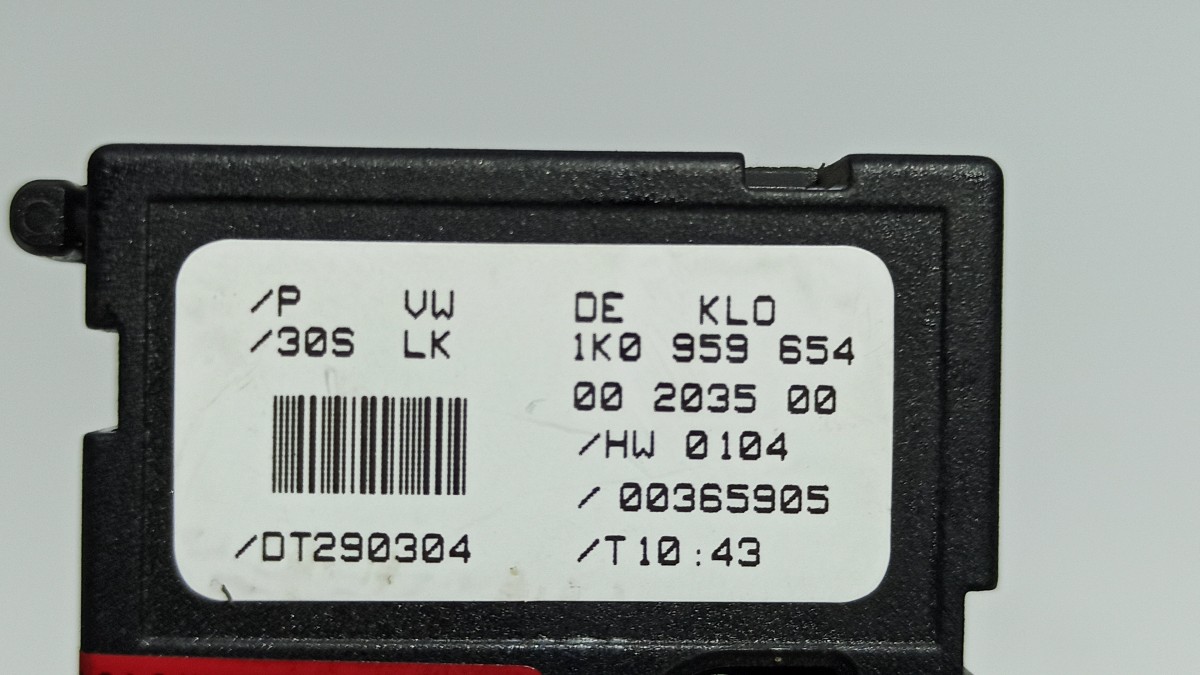 /P VW
/30S LK
/DT290304
DE KLO
1K0 959 654
00 2035 00
/HW 0104
/ 00365905
/T10:43